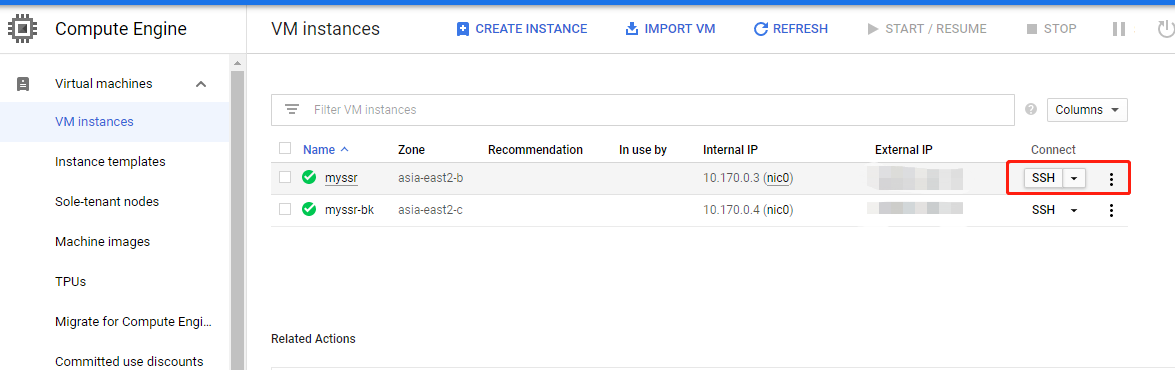 Compute Engine
VM instances
CREATE INSTANCE
IMPORT VM
REFRESH
START / RESUME
STOP
Virtual machines
VM instances
Instance templates
Sole-tenant nodes
Machine images
TPUs
Migrate for Compute Engi...
Committed use discounts
Filter VM instances
Columns
Name Zone Recommendation In use by Internal IP External IP Connect
myssr asia-east2-b 10.170.0.3 (nic0) SSH
myssr-bk asia-east2-c 10.170.0.4 (nic0) SSH
Related Actions